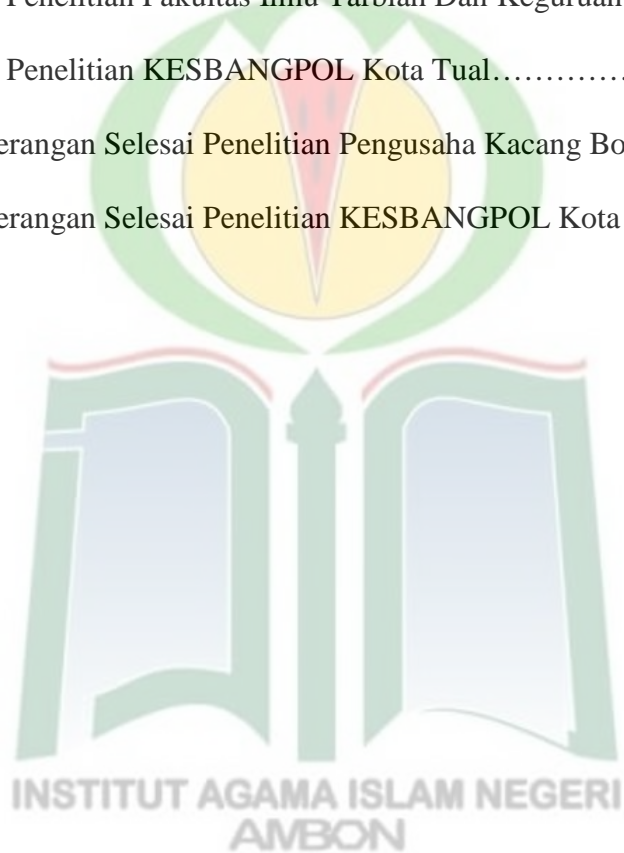 Penelitian Fakultas Ilmu Tarbiah Dan Keguruan
Penelitian KESBANGPOL Kota Tual……………
erangan Selesai Penelitian Pengusaha Kacang Bo
erangan Selesai Penelitian KESBANGPOL Kota
INSTITUT AGAMA ISLAM NEGERI
AMBON